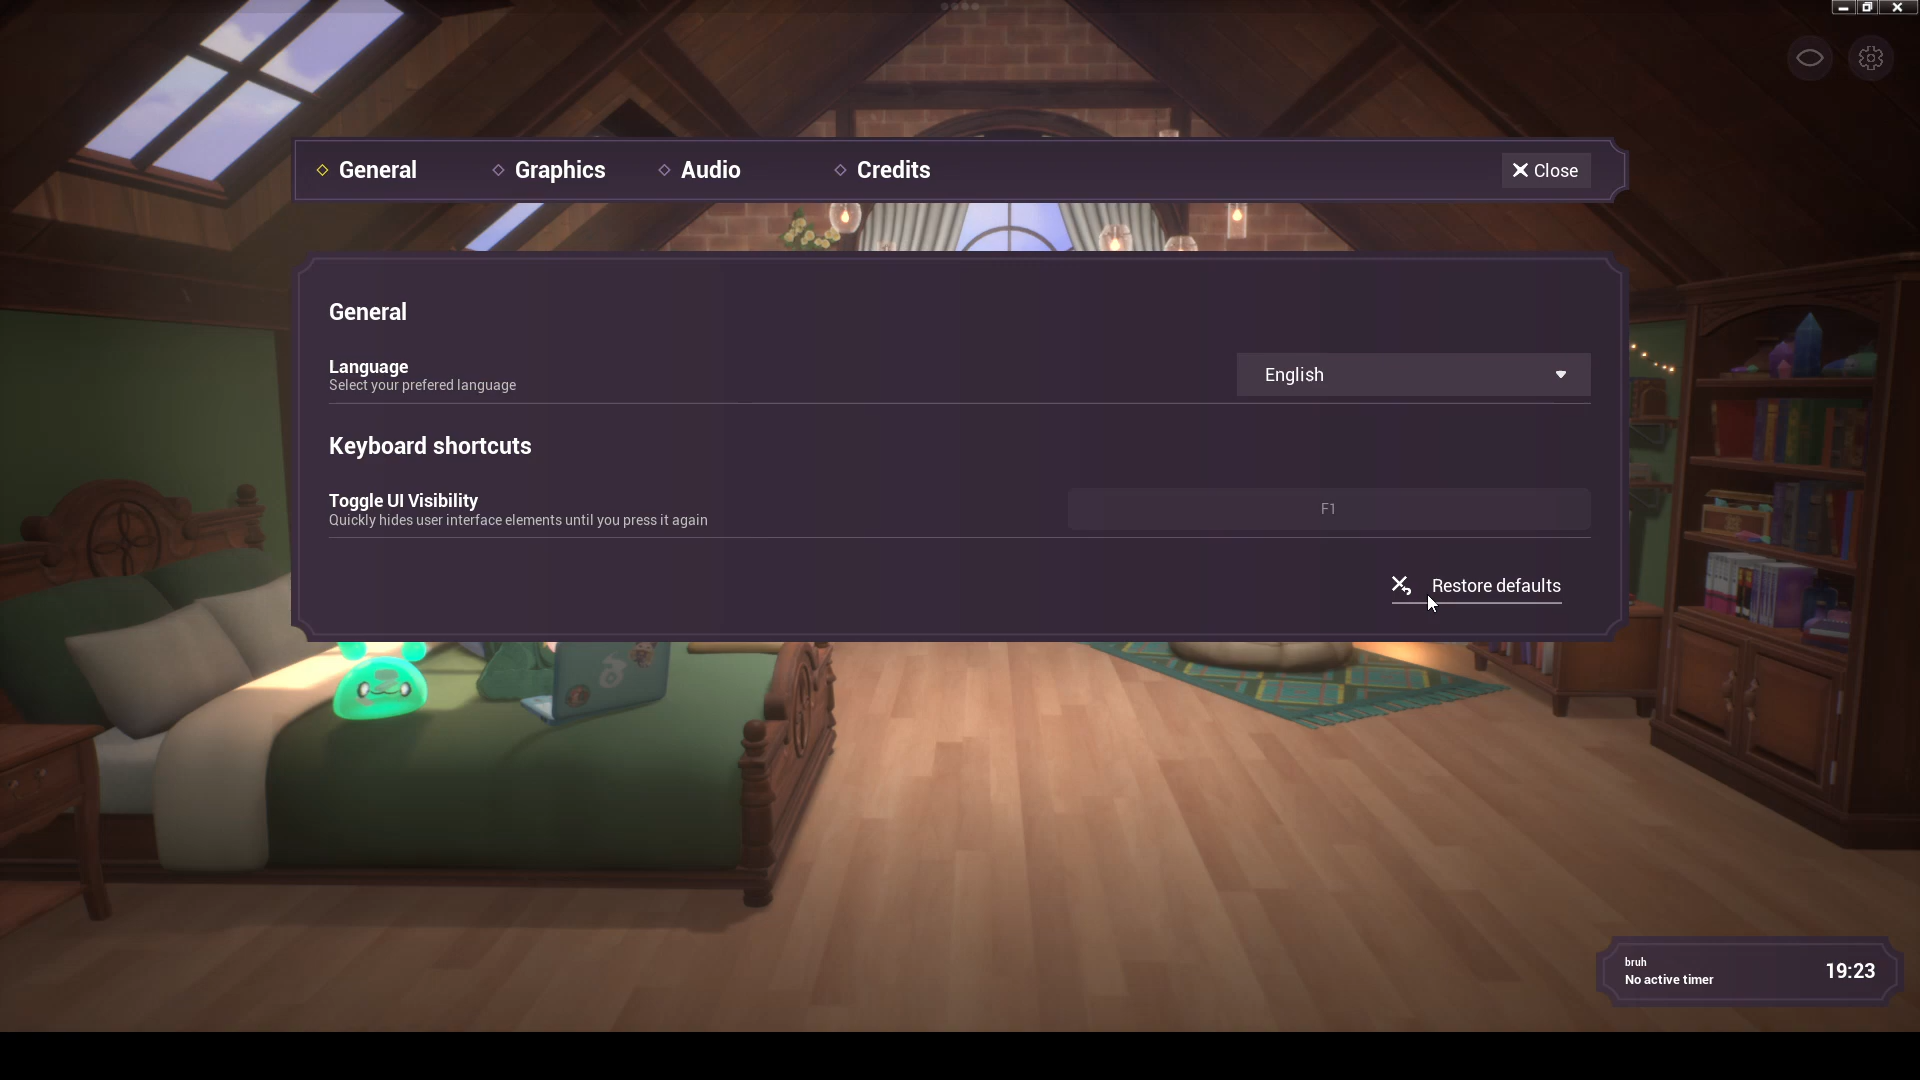 General
Graphics
Audio
Credits
Close
General
Language
Select your prefered language
English
Keyboard shortcuts
Toggle UI Visibility
Quickly hides user interface elements until you press it again
F1
Restore defaults
bruh
No active timer
19:23